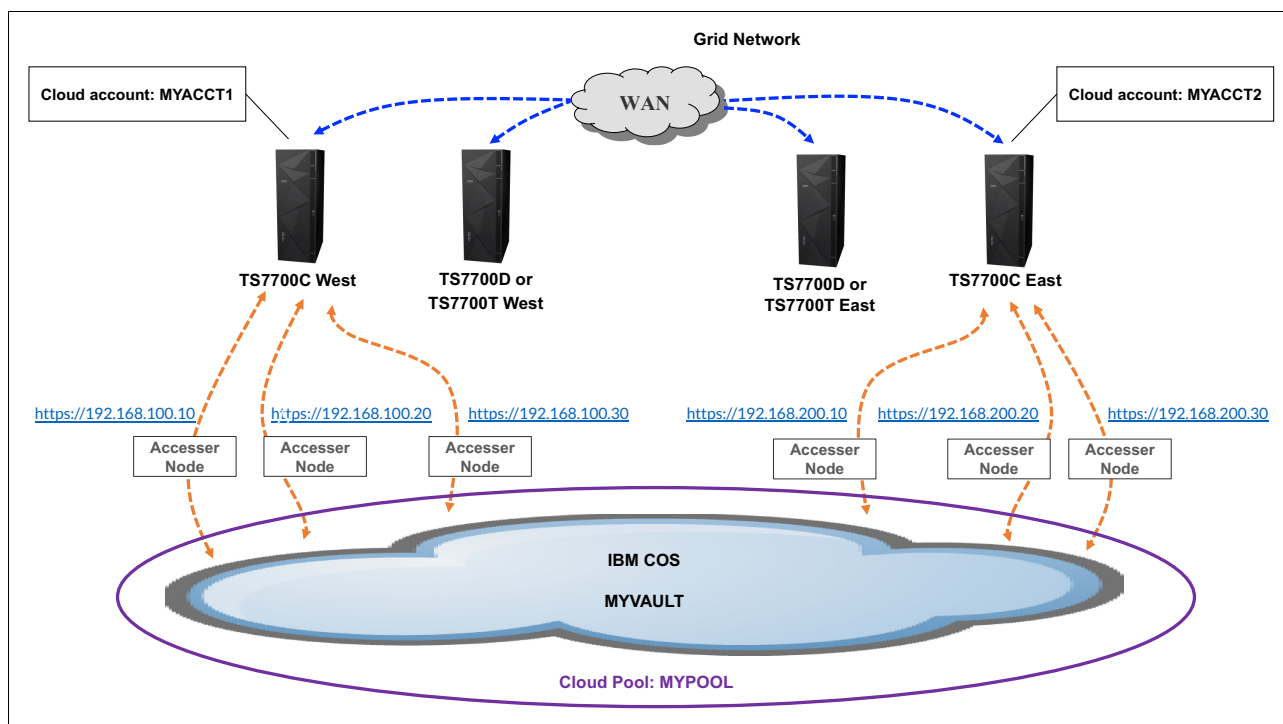 Grid Network
Cloud account: MYACCT1
WAN
Cloud account: MYACCT2
TS7700C West
TS7700D or
TS7700T West
TS7700D or
TS7700T East
TS7700C East
https://192.168.100.10
https://192.168.100.20
https://192.168.100.30
https://192.168.200.10
https://192.168.200.20
https://192.168.200.30
Accesser
Node
Accesser
Node
Accesser
Node
Accesser
Node
Accesser
Node
Accesser
Node
IBM COS
MYVAULT
Cloud Pool: MYPOOL